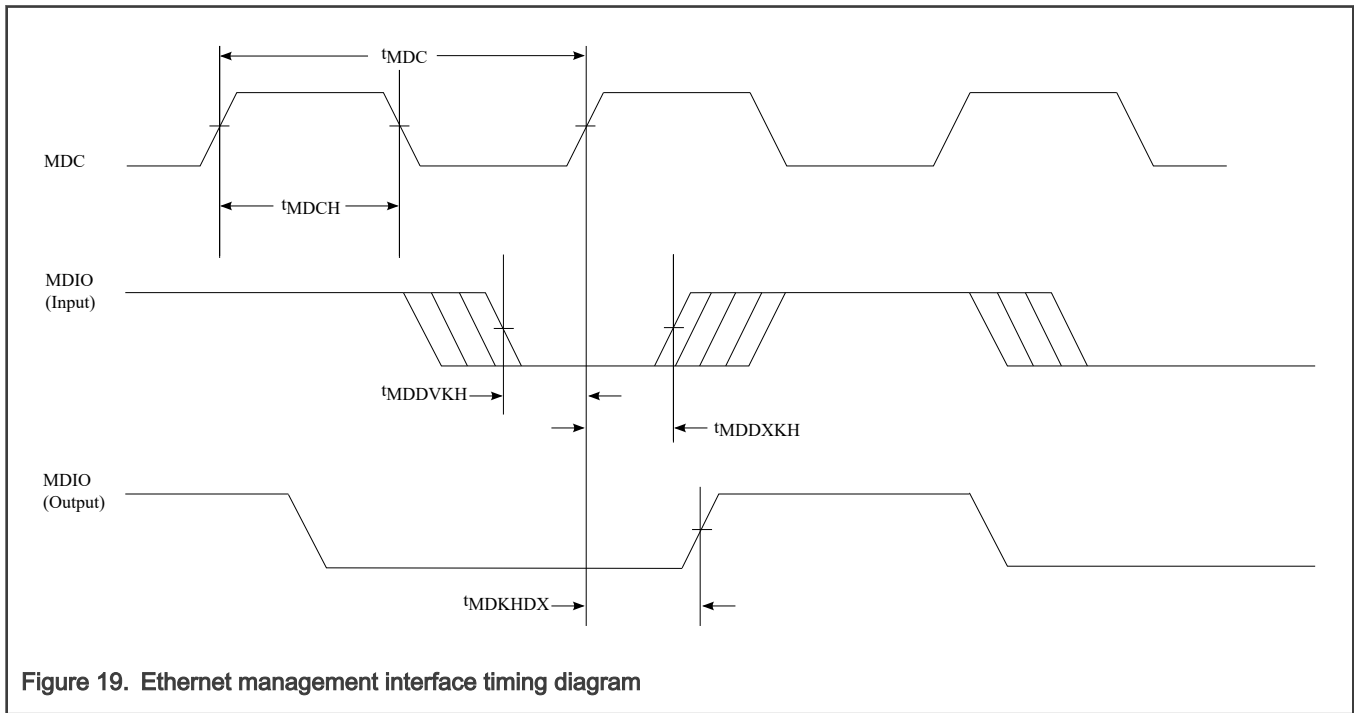 tMDC
MDC
tMDCH
MDIO
(Input)
tMDDVKH
tMDDXKH
MDIO
(Output)
tMDKHDX
Figure 19. Ethernet management interface timing diagram